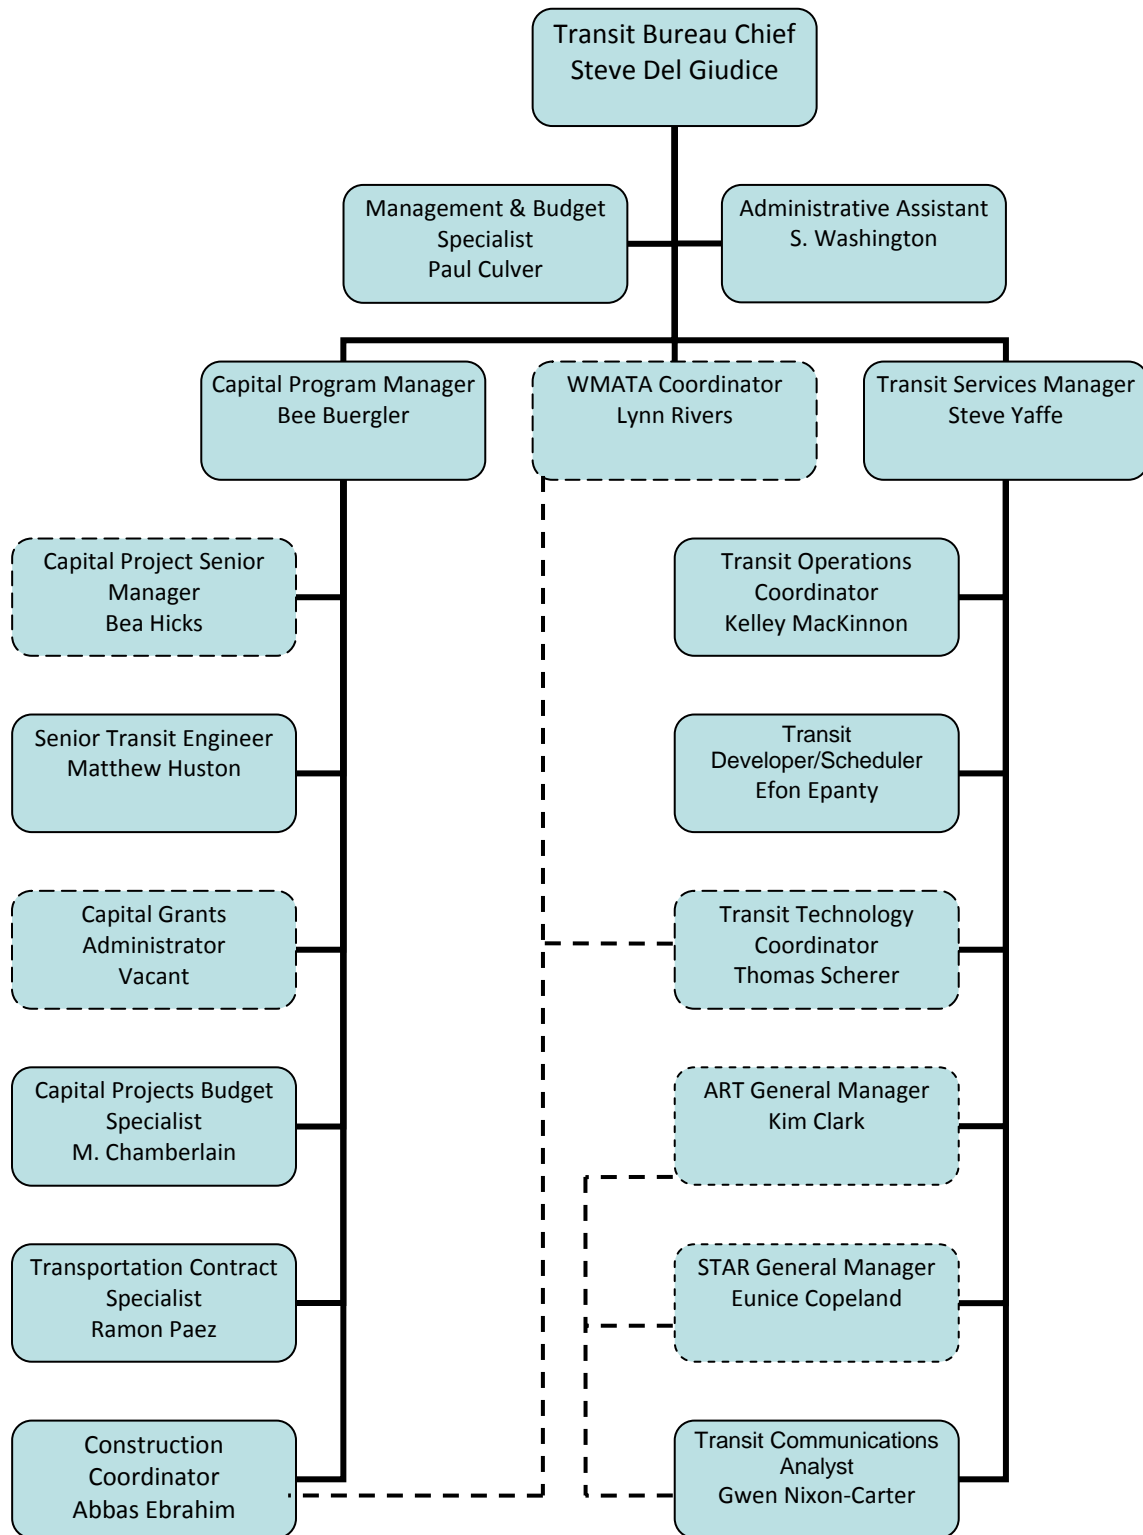 Transit Bureau Chief
Steve Del Giudice
Management & Budget
Specialist
Paul Culver
Administrative Assistant
S. Washington
Capital Program Manager
Bee Buergler
WMATA Coordinator
Lynn Rivers
Transit Services Manager
Steve Yaffe
Capital Project Senior
Manager
Bea Hicks
Transit Operations
Coordinator
Kelley MacKinnon
Senior Transit Engineer
Matthew Huston
Transit
Developer/Scheduler
Efon Epanty
Capital Grants
Administrator
Vacant
Transit Technology
Coordinator
Thomas Scherer
Capital Projects Budget
Specialist
M. Chamberlain
ART General Manager
Kim Clark
Transportation Contract
Specialist
Ramon Paez
STAR General Manager
Eunice Copeland
Construction
Coordinator
Abbas Ebrahim
Transit Communications
Analyst
Gwen Nixon-Carter